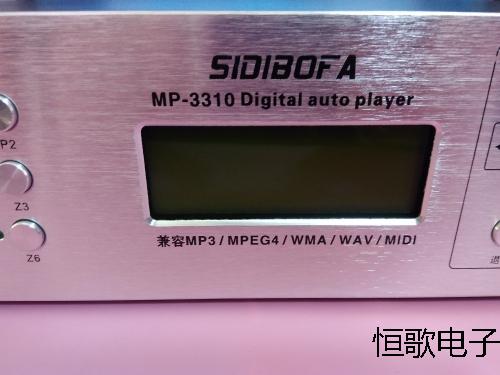 SIDIBOFA
MP-3310 Digital auto player
P2
Z3
Z6
兼容MP3 / MPEG4 / WMA / WAV / MIDI
恒歌电子